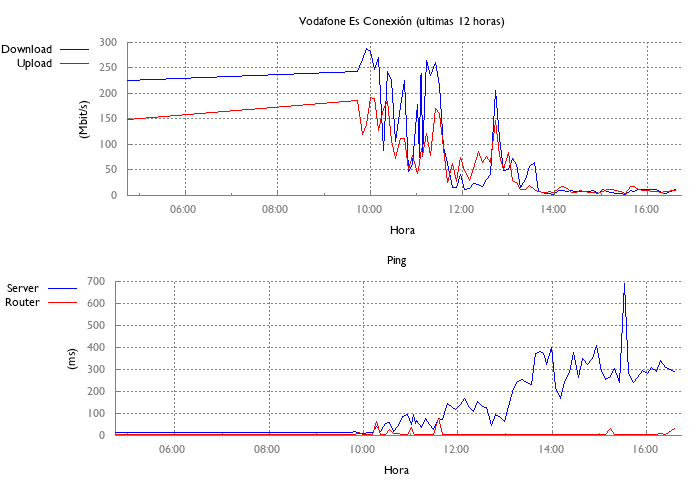 Vodafone Es Conexión (ultimas 12 horas)
Download
Upload
300
250
200
150
100
50
0
(Mbit/s)
06:00 08:00 10:00 12:00 14:00 16:00
Hora
Ping
Server
Router
700
600
500
400
300
200
100
0
(ms)
06:00 08:00 10:00 12:00 14:00 16:00
Hora